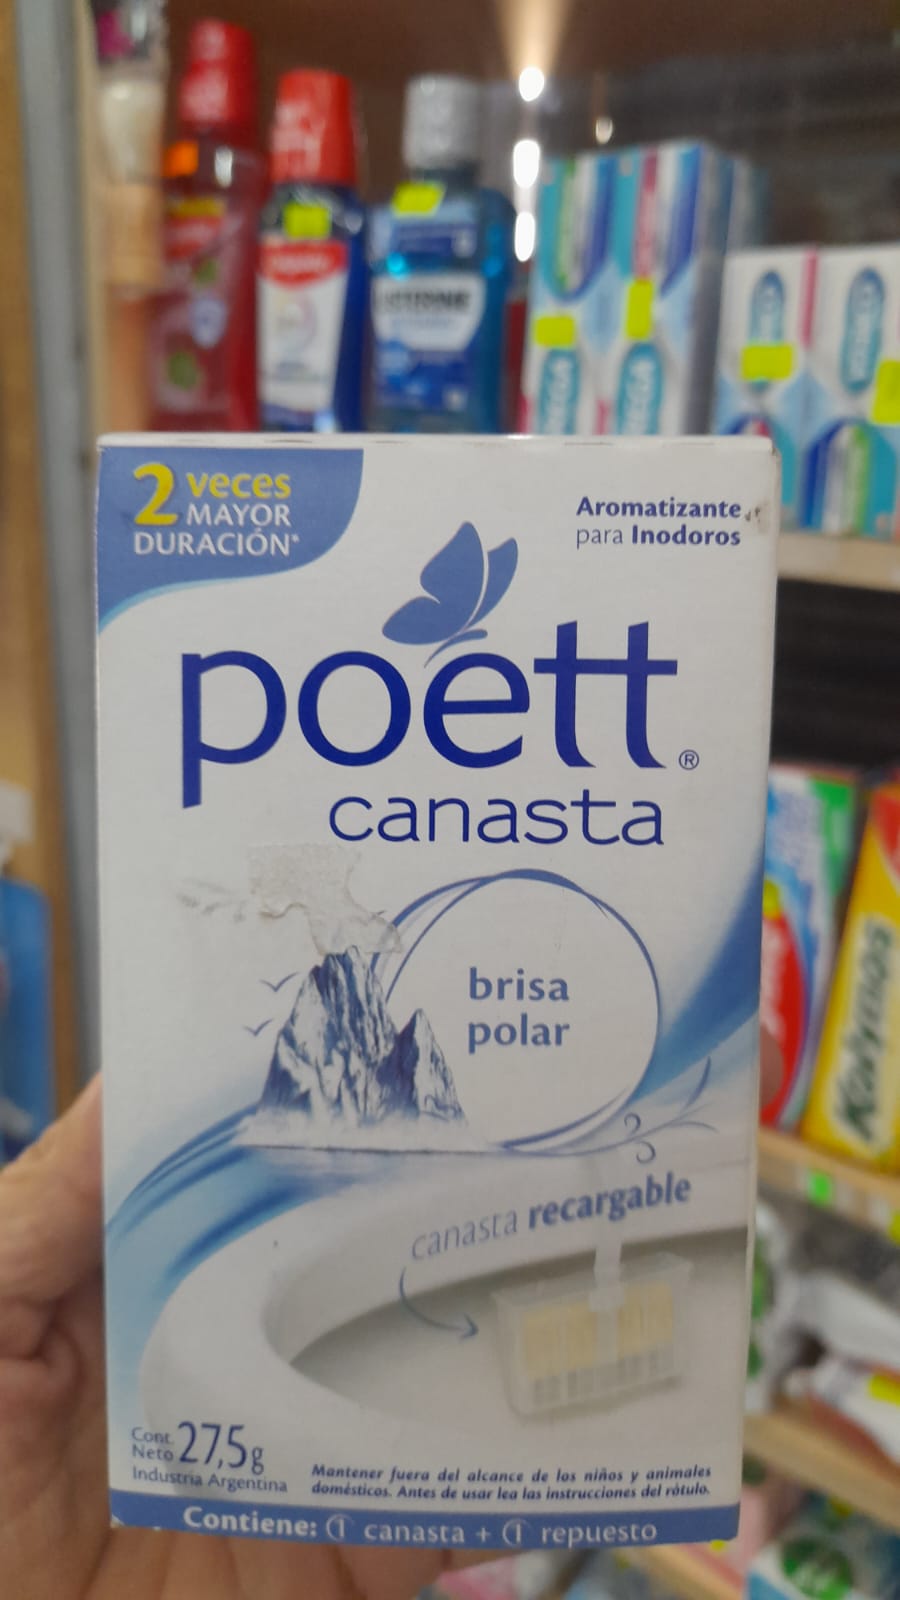 LISTERINE
2 veces
MAYOR
DURACIÓN*
Aromatizante
para Inodoros
poett®
canasta
brisa
polar
canasta recargable
Cont.
Neto 27,5g
Industria Argentina
Mantener fuera del alcance de los niños y animales
domésticos. Antes de usar lea las instrucciones del rótulo.
Contiene: 1 canasta + 1 repuesto
Kolynos